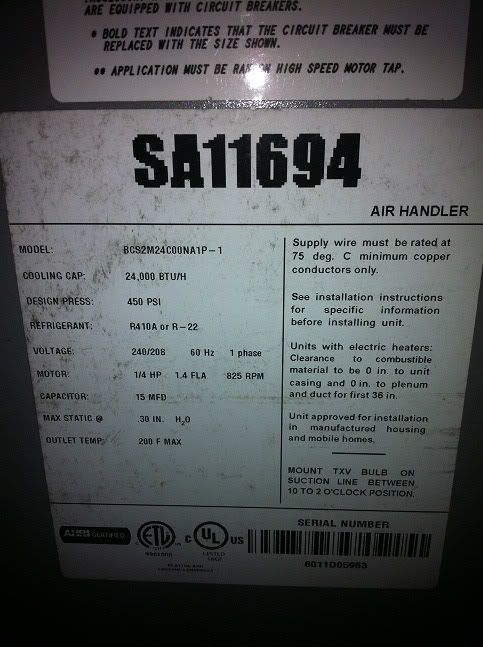 ARE EQUIPPED WITH CIRCUIT BREAKERS.
• BOLD TEXT INDICATES THAT THE CIRCUIT BREAKER MUST BE
REPLACED WITH THE SIZE SHOWN.
•• APPLICATION MUST BE RAN ON HIGH SPEED MOTOR TAP.
SA11694
AIR HANDLER
MODEL: BCS2M24C00NA1P-1
COOLING CAP: 24,000 BTU/H
DESIGN PRESS: 450 PSI
REFRIGERANT: R410A or R-22
VOLTAGE: 240/208 60 Hz 1 phase
MOTOR: 1/4 HP 1.4 FLA 825 RPM
CAPACITOR: 15 MFD
MAX STATIC @ .30 IN. H₂O
OUTLET TEMP: 200 F MAX
Supply wire must be rated at
75 deg. C minimum copper
conductors only.
See installation instructions
for specific information
before installing unit.
Units with electric heaters:
Clearance to combustible
material to be 0 in. to unit
casing and 0 in. to plenum
and duct for first 36 in.
Unit approved for installation
in manufactured housing
and mobile homes.
MOUNT TXV BULB ON
SUCTION LINE BETWEEN
10 TO 2 O'CLOCK POSITION.
CERTIFIED
ETL
C UL US
LISTED
SERIAL NUMBER
6011D05963